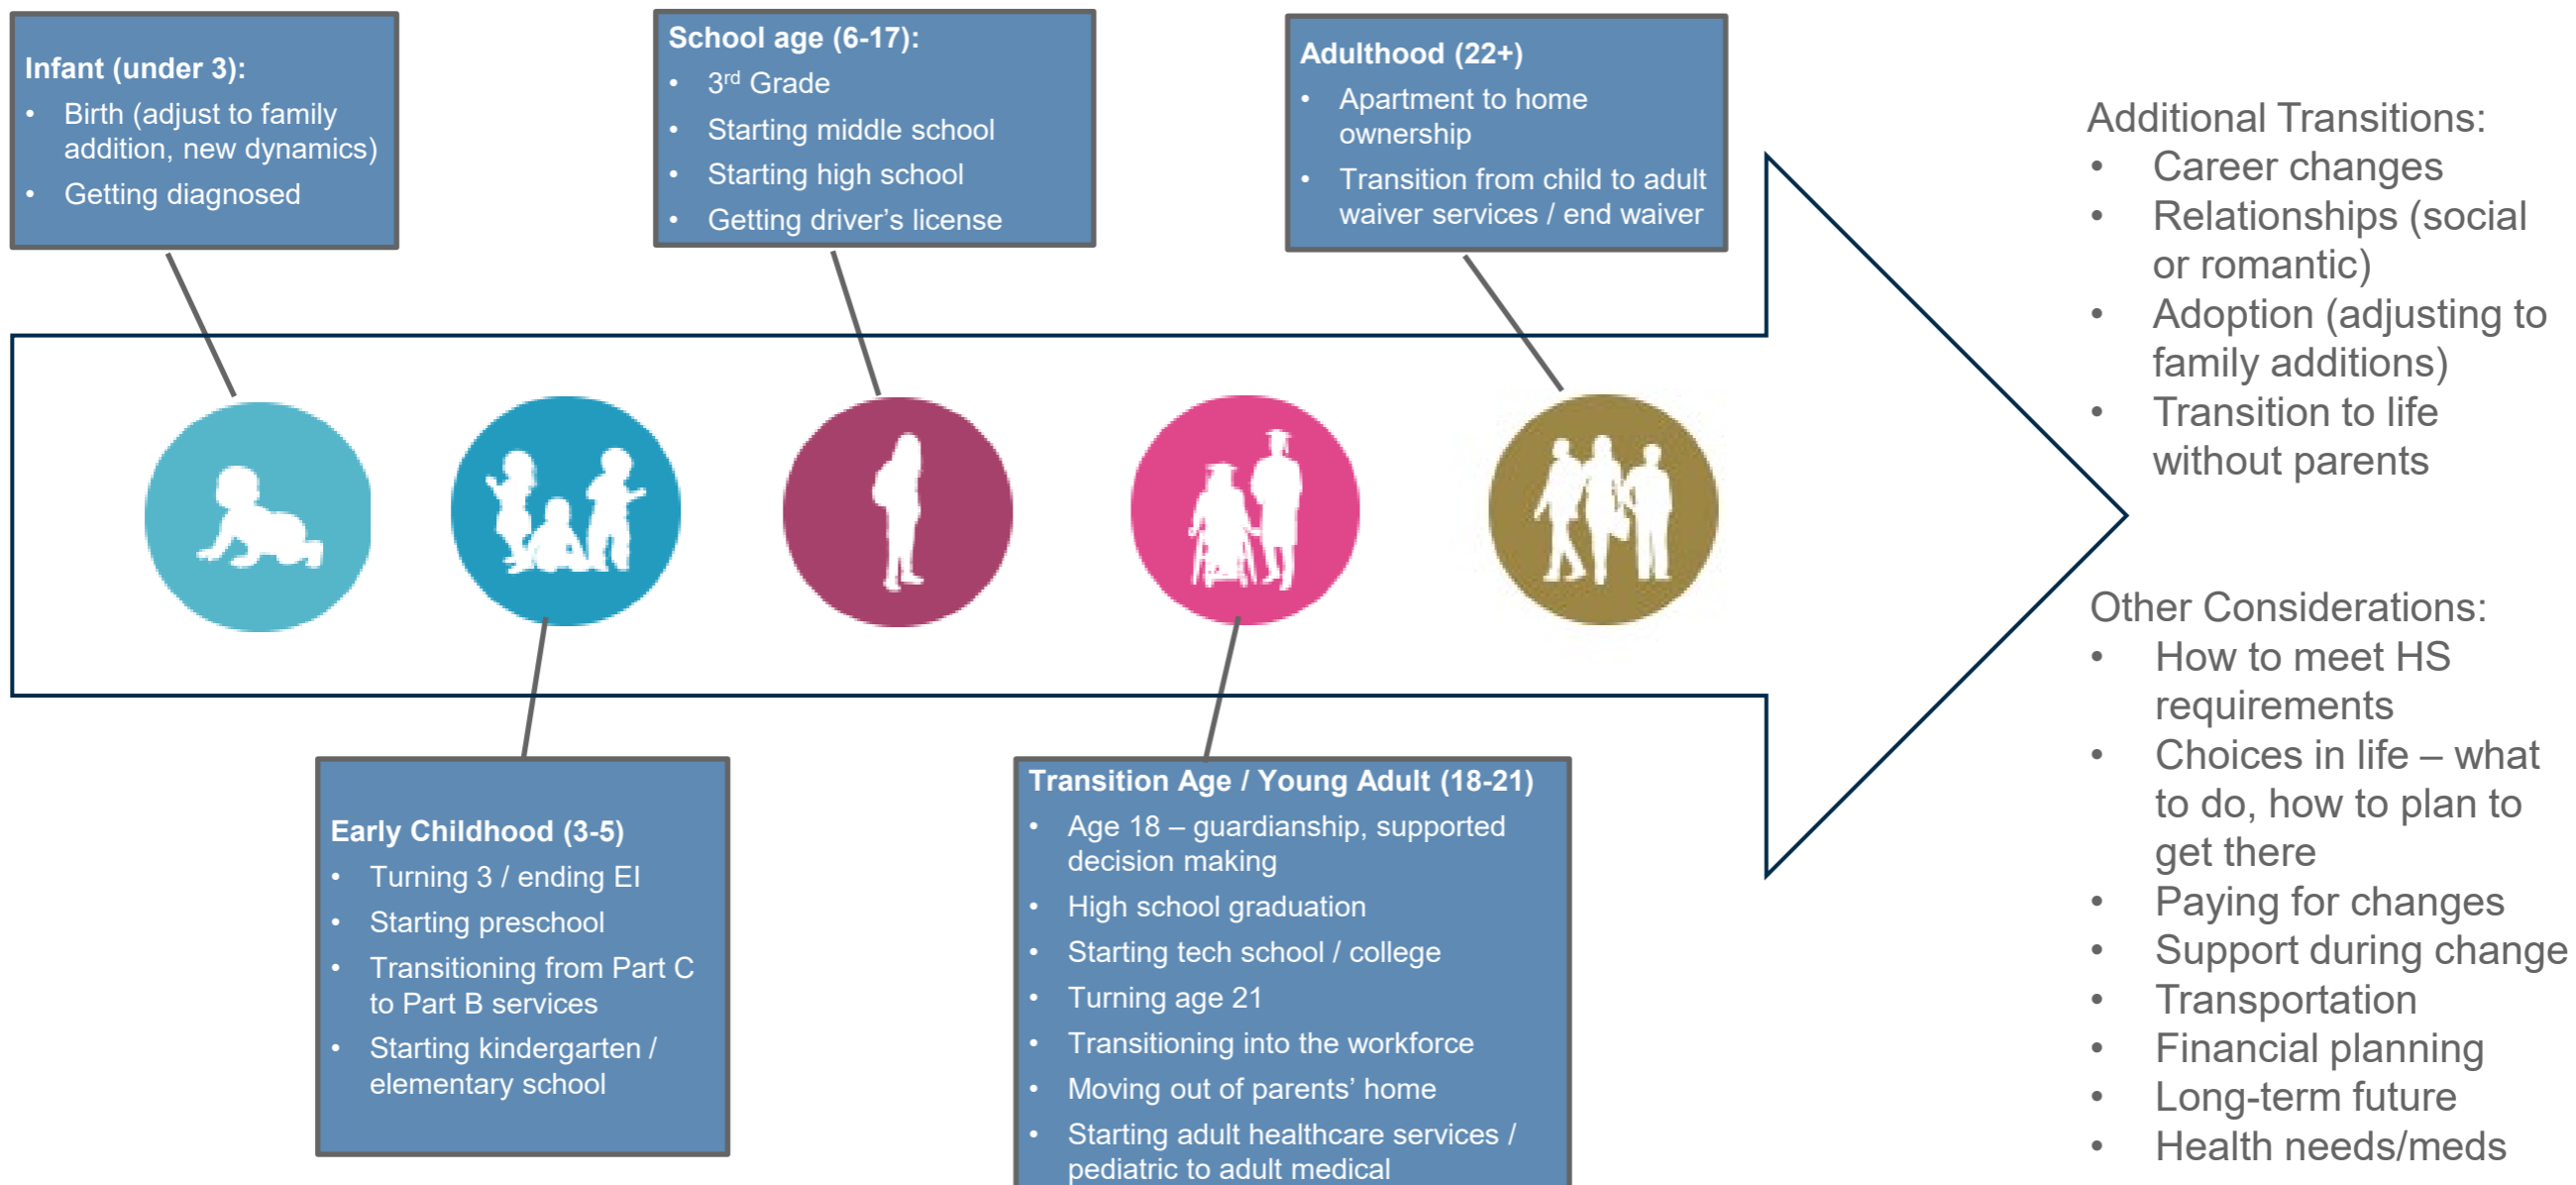 Infant (under 3):
• Birth (adjust to family
addition, new dynamics)
• Getting diagnosed
School age (6-17):
• 3rd Grade
• Starting middle school
• Starting high school
• Getting driver’s license
Adulthood (22+)
• Apartment to home
ownership
• Transition from child to adult
waiver services / end waiver
Early Childhood (3-5)
• Turning 3 / ending EI
• Starting preschool
• Transitioning from Part C
to Part B services
• Starting kindergarten /
elementary school
Transition Age / Young Adult (18-21)
• Age 18 – guardianship, supported
decision making
• High school graduation
• Starting tech school / college
• Turning age 21
• Transitioning into the workforce
• Moving out of parents’ home
• Starting adult healthcare services /
pediatric to adult medical
Additional Transitions:
• Career changes
• Relationships (social
or romantic)
• Adoption (adjusting to
family additions)
• Transition to life
without parents
Other Considerations:
• How to meet HS
requirements
• Choices in life – what
to do, how to plan to
get there
• Paying for changes
• Support during change
• Transportation
• Financial planning
• Long-term future
• Health needs/meds